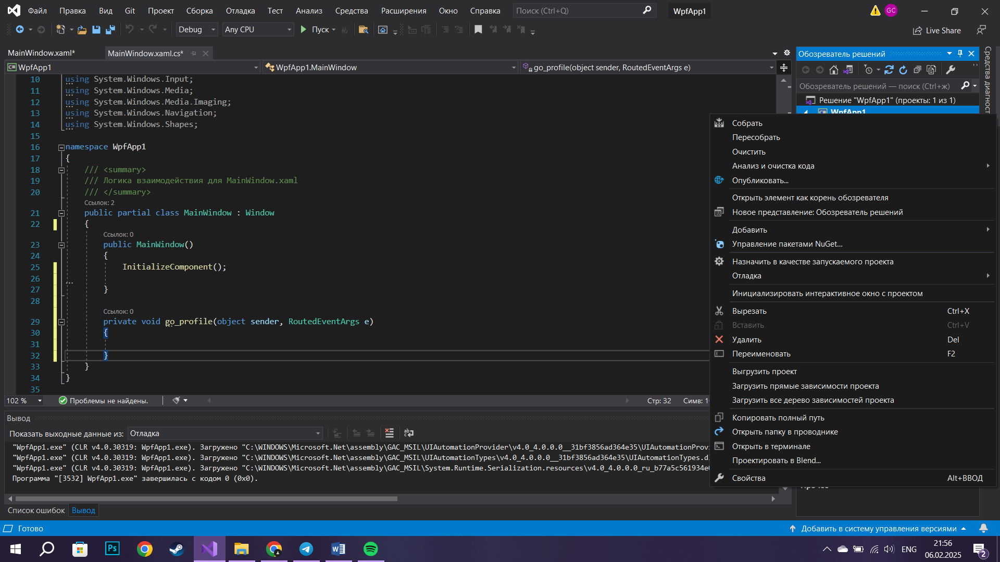 Файл Правка Вид Git Проект Сборка Отладка Тест Анализ Средства Расширения Окно Справка Поиск (Ctrl+Q) WpfApp1 GC
Debug Any CPU Пуск Live Share
MainWindow.xaml* MainWindow.xaml.cs*
WpfApp1 WpfApp1.MainWindow go_profile(object sender, RoutedEventArgs e)
10 using System.Windows.Input;
11 using System.Windows.Media;
12 using System.Windows.Media.Imaging;
13 using System.Windows.Navigation;
14 using System.Windows.Shapes;
15
16 namespace WpfApp1
17 {
18 /// <summary>
19 /// Логика взаимодействия для MainWindow.xaml
20 /// </summary>
Ссылок: 2
21 public partial class MainWindow : Window
22 {
Ссылок: 0
23 public MainWindow()
24 {
25 InitializeComponent();
26
27 }
28
Ссылок: 0
29 private void go_profile(object sender, RoutedEventArgs e)
30 {
31
32 }
33 }
34 }
35
102 % Проблемы не найдены. Стр: 32 Симв: 1
Вывод
Показать выходные данные из: Отладка
"WpfApp1.exe" (CLR v4.0.30319: WpfApp1.exe). Загружено "C:\WINDOWS\Microsoft.Net\assembly\GAC_MSIL\UIAutomationProvider\v4.0_4.0.0.0__31bf3856ad364e35\UIAutomationProvi
"WpfApp1.exe" (CLR v4.0.30319: WpfApp1.exe). Загружено "C:\WINDOWS\Microsoft.Net\assembly\GAC_MSIL\UIAutomationTypes\v4.0_4.0.0.0__31bf3856ad364e35\UIAutomationTypes.d
"WpfApp1.exe" (CLR v4.0.30319: WpfApp1.exe). Загружено "C:\WINDOWS\Microsoft.Net\assembly\GAC_MSIL\System.Runtime.Serialization.resources\v4.0_4.0.0.0_ru_b77a5c561934e
Программа "[3532] WpfApp1.exe" завершилась с кодом 0 (0x0).
Список ошибок Вывод
Обозреватель решений
Обозреватель решений — поиск (Ctrl+ж)
Решение "WpfApp1" (проекты: 1 из 1)
WpfApp1
Средства диагност
Собрать
Пересобрать
Очистить
Анализ и очистка кода
Опубликовать...
Открыть элемент как корень обозревателя
Новое представление: Обозреватель решений
Добавить
Управление пакетами NuGet...
Назначить в качестве запускаемого проекта
Отладка
Инициализировать интерактивное окно с проектом
Вырезать Ctrl+X
Вставить Ctrl+V
Удалить Del
Переименовать F2
Выгрузить проект
Загрузить прямые зависимости проекта
Загрузить все дерево зависимостей проекта
Копировать полный путь
Открыть папку в проводнике
Открыть в терминале
Проектировать в Blend...
Свойства Alt+ВВОД
Готово Добавить в систему управления версиями
Ps ENG 21:56
06.02.2025 2